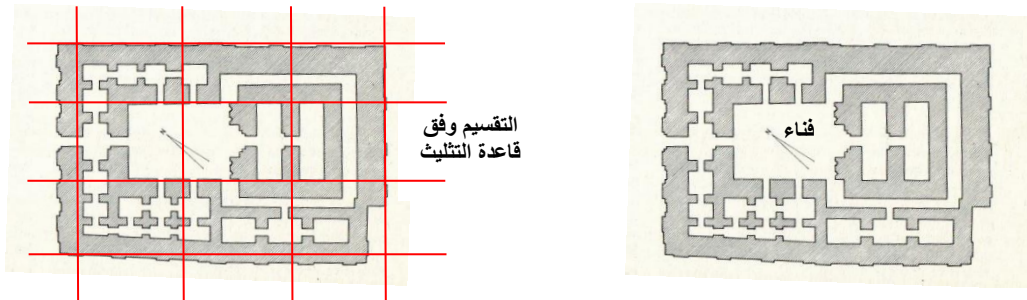 التقسيم وفق
قاعدة التثليث
فناء